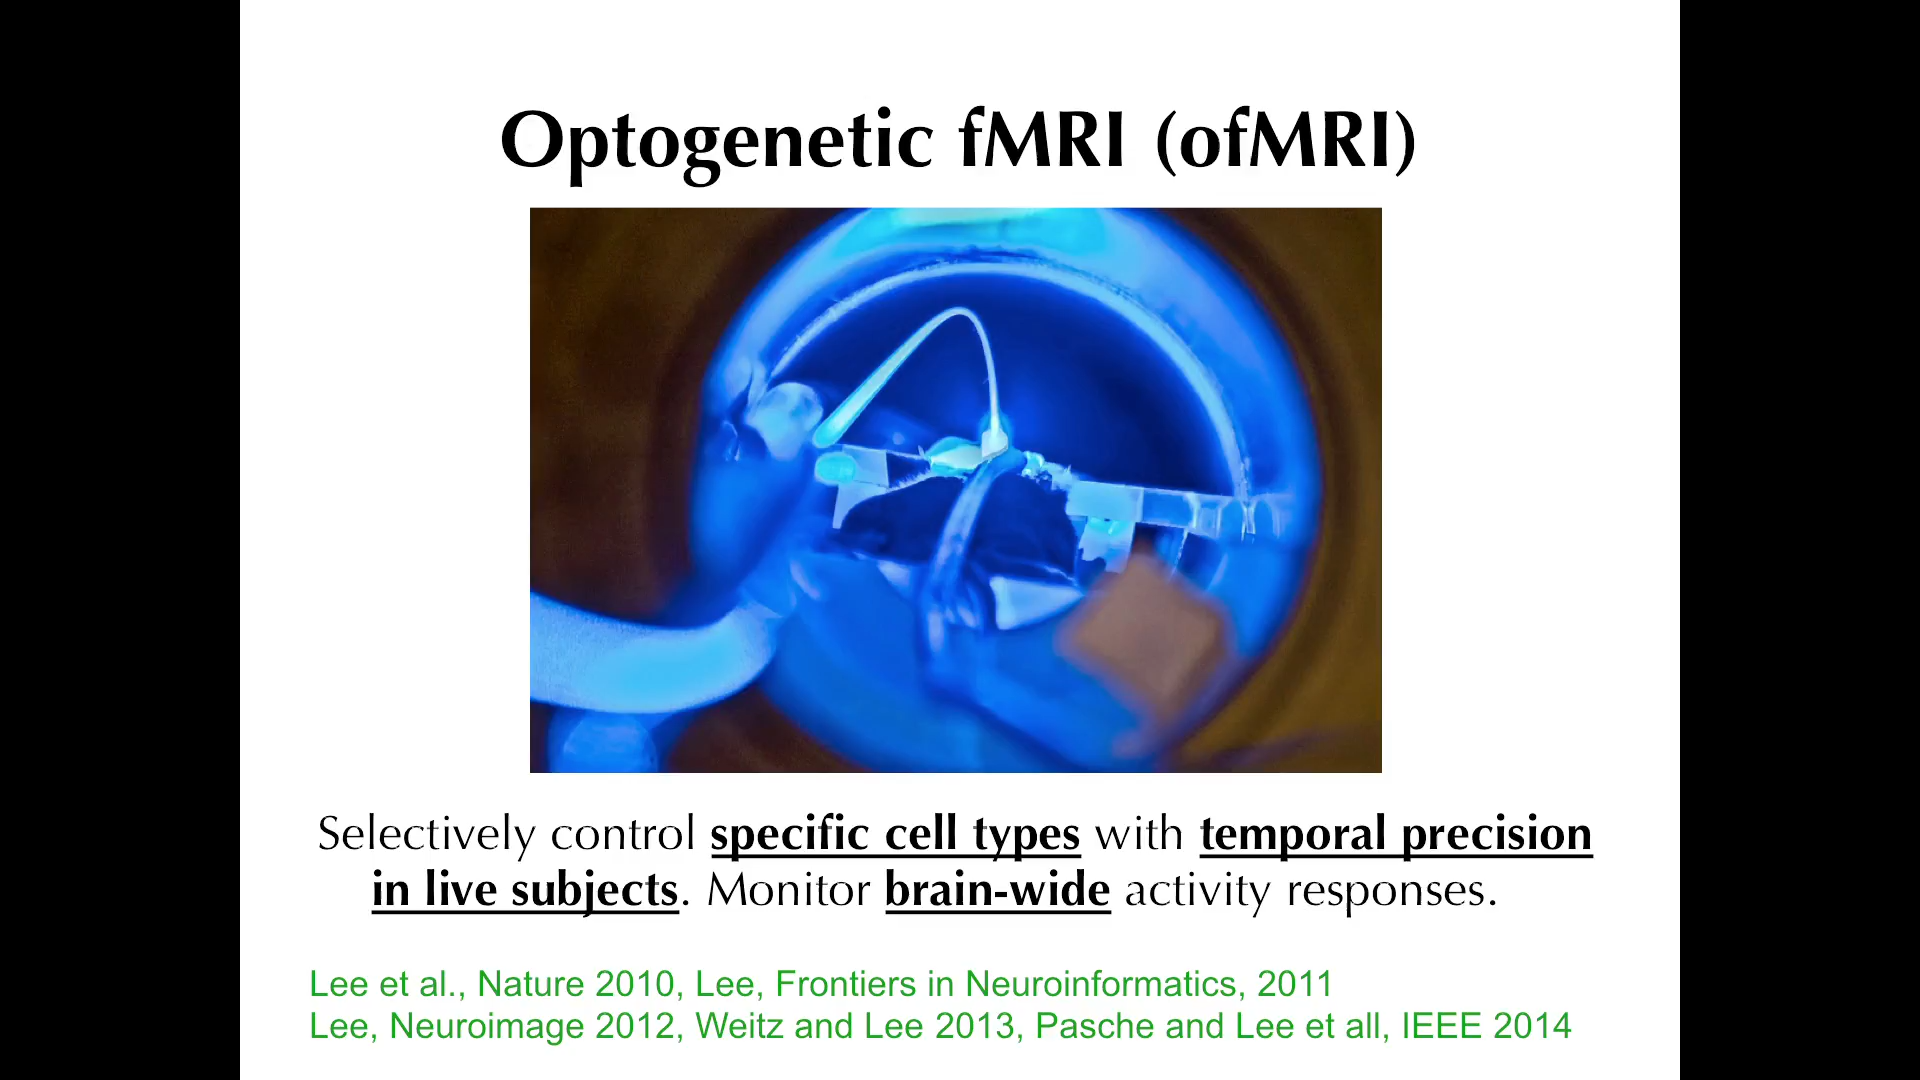 Optogenetic fMRI (ofMRI)
Selectively control specific cell types with temporal precision
in live subjects. Monitor brain-wide activity responses.
Lee et al., Nature 2010, Lee, Frontiers in Neuroinformatics, 2011
Lee, Neuroimage 2012, Weitz and Lee 2013, Pasche and Lee et all, IEEE 2014